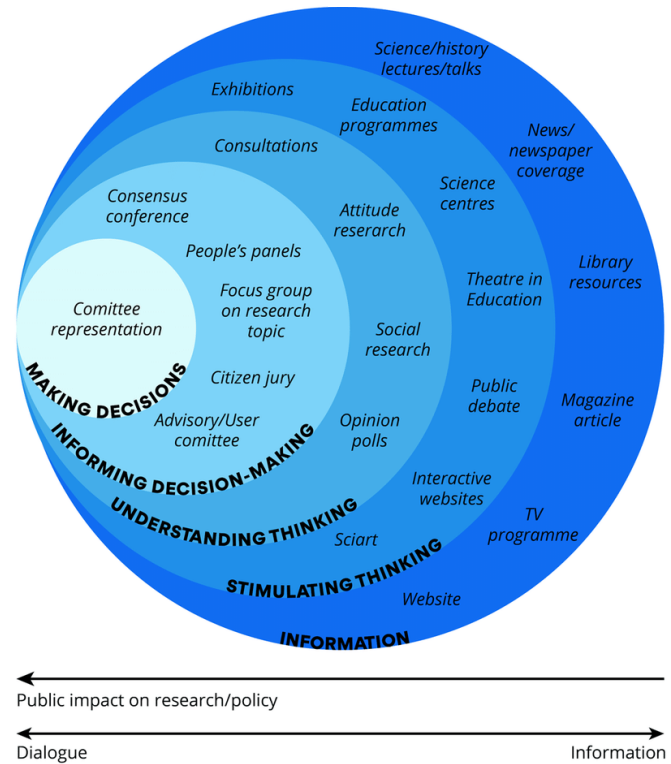 Science/history
lectures/talks
Exhibitions
Education
programmes
News/
newspaper
coverage
Consultations
Science
centres
Consensus
conference
Attitude
reserarch
People's panels
Library
resources
Theatre in
Education
Focus group
on research
topic
Comittee
representation
Social
research
Citizen jury
Public
debate
Magazine
article
Advisory/User
comittee
Opinion
polls
Interactive
websites
TV
programme
Sciart
Website
MAKING DECISIONS
INFORMING DECISION-MAKING
UNDERSTANDING THINKING
STIMULATING THINKING
INFORMATION
Public impact on research/policy
Dialogue
Information